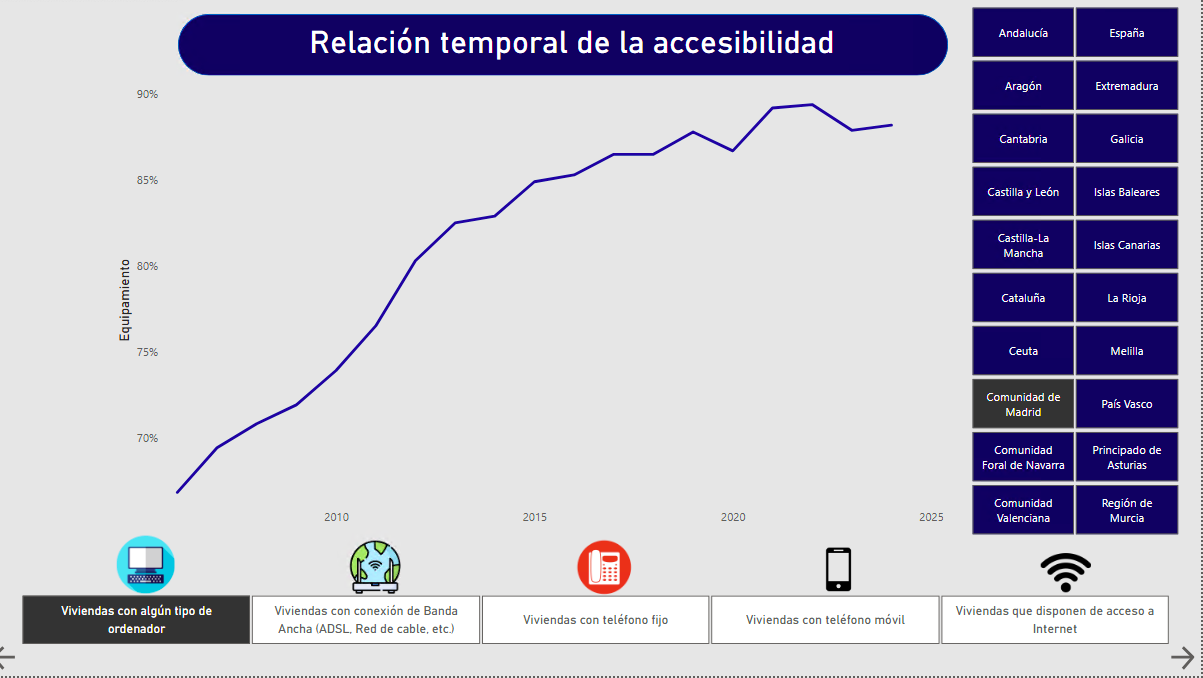 Relación temporal de la accesibilidad
90%
85%
80%
75%
70%
Equipamiento
2010
2015
2020
2025
Andalucía
España
Aragón
Extremadura
Cantabria
Galicia
Castilla y León
Islas Baleares
Castilla-La
Mancha
Islas Canarias
Cataluña
La Rioja
Ceuta
Melilla
Comunidad de
Madrid
País Vasco
Comunidad
Foral de Navarra
Principado de
Asturias
Comunidad
Valenciana
Región de
Murcia
Viviendas con algún tipo de
ordenador
Viviendas con conexión de Banda
Ancha (ADSL, Red de cable, etc.)
Viviendas con teléfono fijo
Viviendas con teléfono móvil
Viviendas que disponen de acceso a
Internet